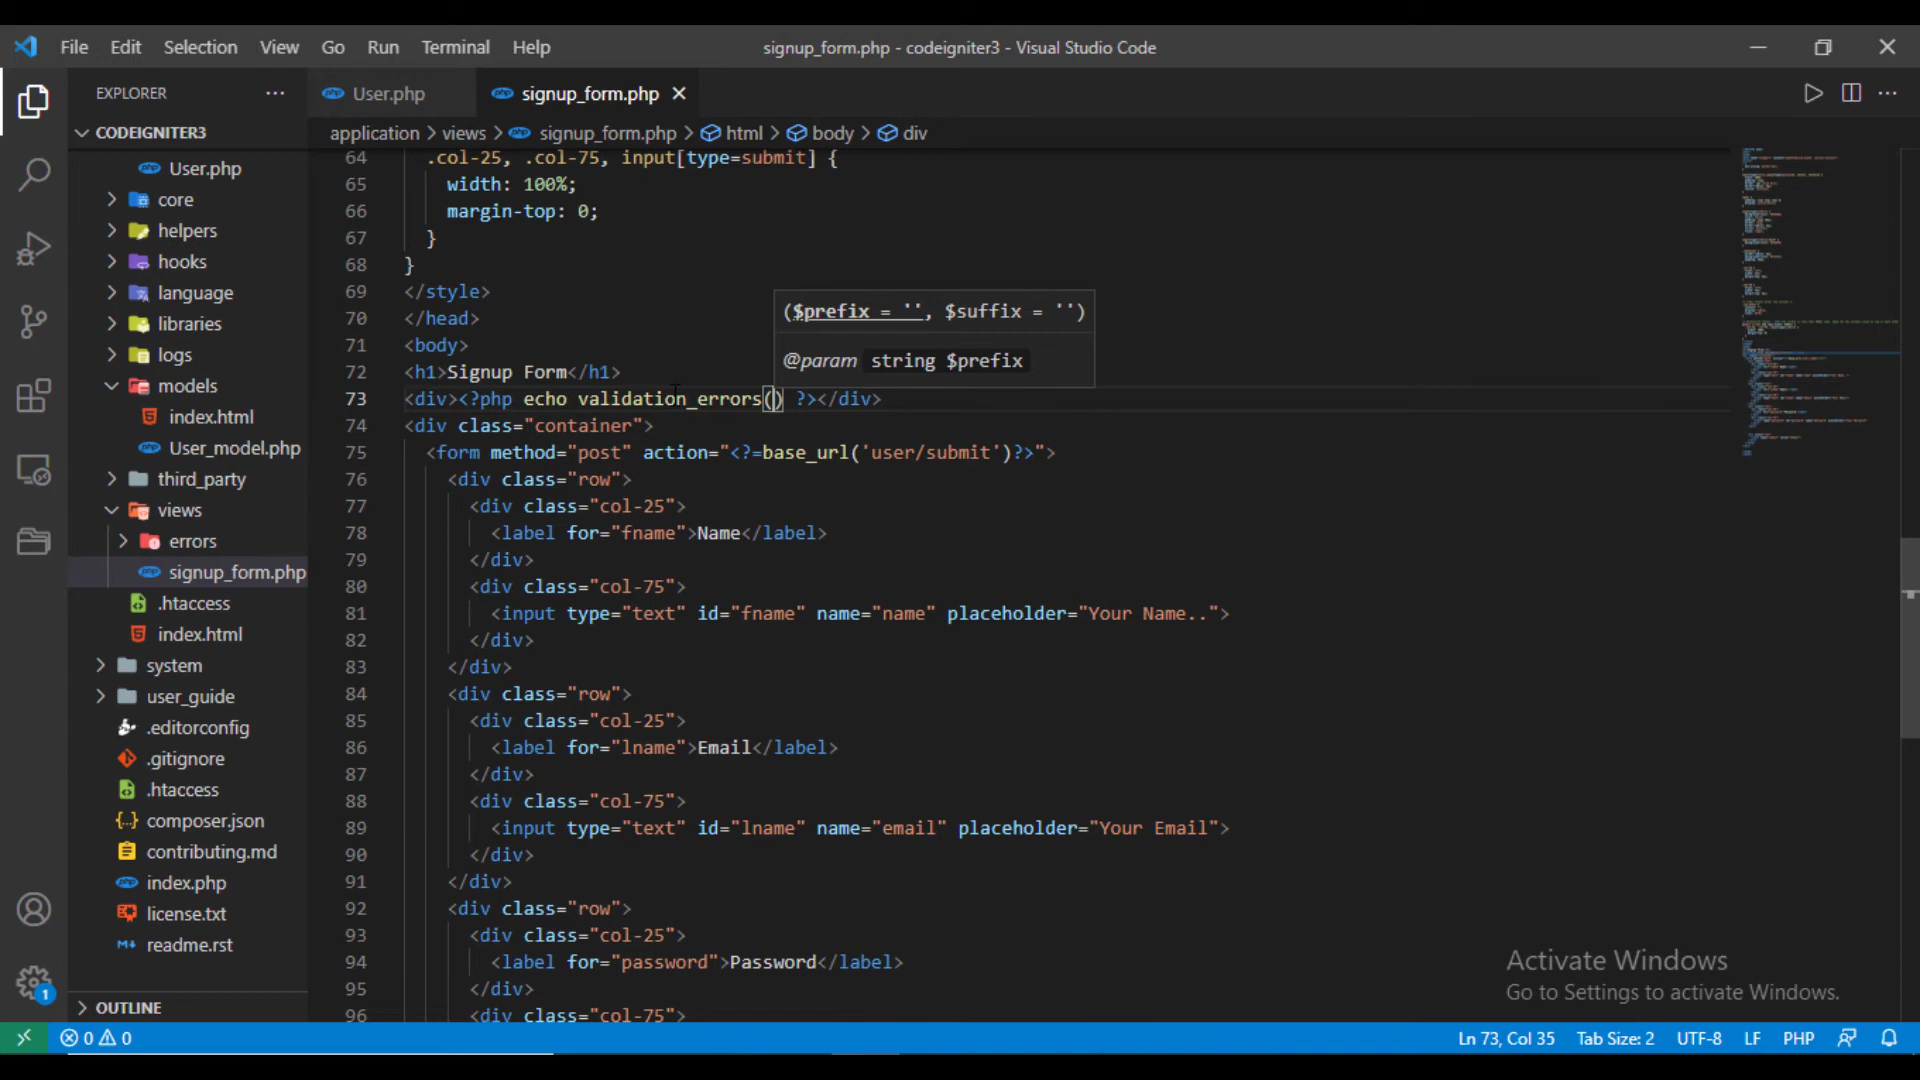 File Edit Selection View Go Run Terminal Help
signup_form.php - codeigniter3 - Visual Studio Code
EXPLORER ...
User.php
signup_form.php
CODEIGNITER3
application > views > signup_form.php > html > body > div
User.php
core
helpers
hooks
language
libraries
logs
models
index.html
User_model.php
third_party
views
errors
signup_form.php
.htaccess
index.html
system
user_guide
.editorconfig
.gitignore
.htaccess
composer.json
contributing.md
index.php
license.txt
readme.rst
OUTLINE
64 .col-25, .col-75, input[type=submit] {
65 width: 100%;
66 margin-top: 0;
67 }
68 }
69 </style>
70 </head>
71 <body>
72 <h1>Signup Form</h1>
73 <div><?php echo validation_errors() ?></div>
74 <div class="container">
75 <form method="post" action="<?=base_url('user/submit')?>">
76 <div class="row">
77 <div class="col-25">
78 <label for="fname">Name</label>
79 </div>
80 <div class="col-75">
81 <input type="text" id="fname" name="name" placeholder="Your Name..">
82 </div>
83 </div>
84 <div class="row">
85 <div class="col-25">
86 <label for="lname">Email</label>
87 </div>
88 <div class="col-75">
89 <input type="text" id="lname" name="email" placeholder="Your Email">
90 </div>
91 </div>
92 <div class="row">
93 <div class="col-25">
94 <label for="password">Password</label>
95 </div>
96 <div class="col-75">
($prefix = '', $suffix = '')
@param string $prefix
Activate Windows
Go to Settings to activate Windows.
1
0 0
Ln 73, Col 35 Tab Size: 2 UTF-8 LF PHP